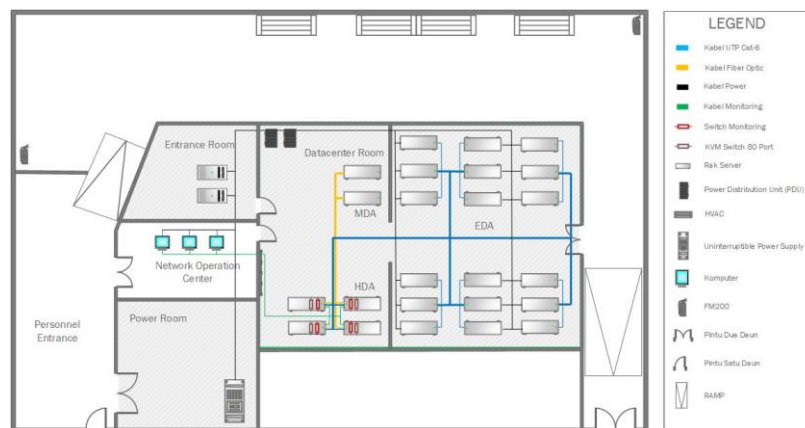 LEGEND
Kabel UTP Cat-6
Kabel Fiber Optic
Kabel Power
Kabel Monitoring
Switch Monitoring
KVM Switch 80 Port
Rak Server
Power Distribution Unit (PDU)
HVAC
Uninterruptible Power Supply
Komputer
FM200
Pintu Dua Daun
Pintu Satu Daun
RAMP
Entrance Room
Datacenter Room
MDA
EDA
Network Operation
Center
HDA
Power Room
Personnel
Entrance